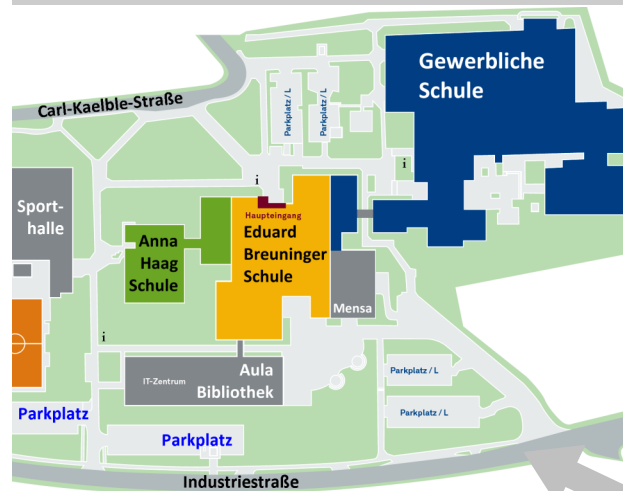 Gewerbliche
Schule
Carl-Kaelble-Straße
Parkplatz / L
Parkplatz / L
i
i
Sport-
halle
Haupteingang
Anna
Haag
Schule
Eduard
Breuninger
Schule
Mensa
i
IT-Zentrum
Aula
Bibliothek
Parkplatz / L
Parkplatz / L
Parkplatz
Parkplatz
Industriestraße